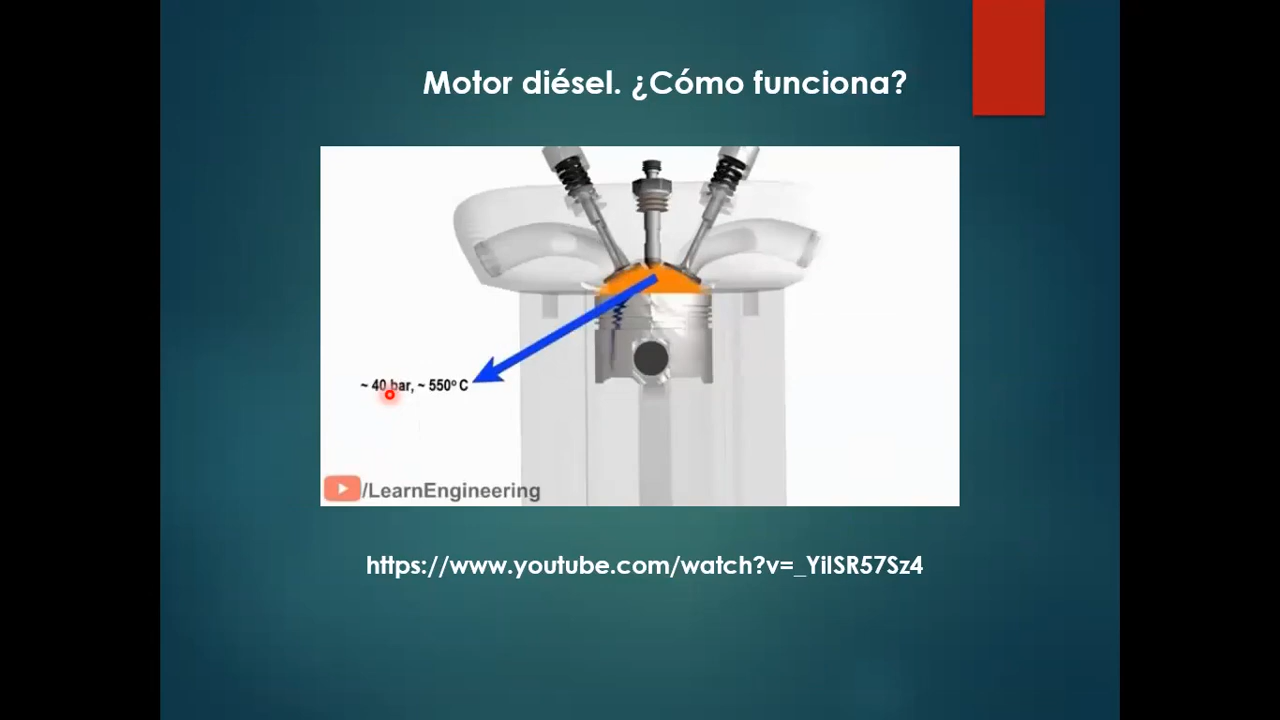 Motor diésel. ¿Cómo funciona?
~ 40 bar, ~ 550º C
/LearnEngineering
https://www.youtube.com/watch?v=_YiISR57Sz4